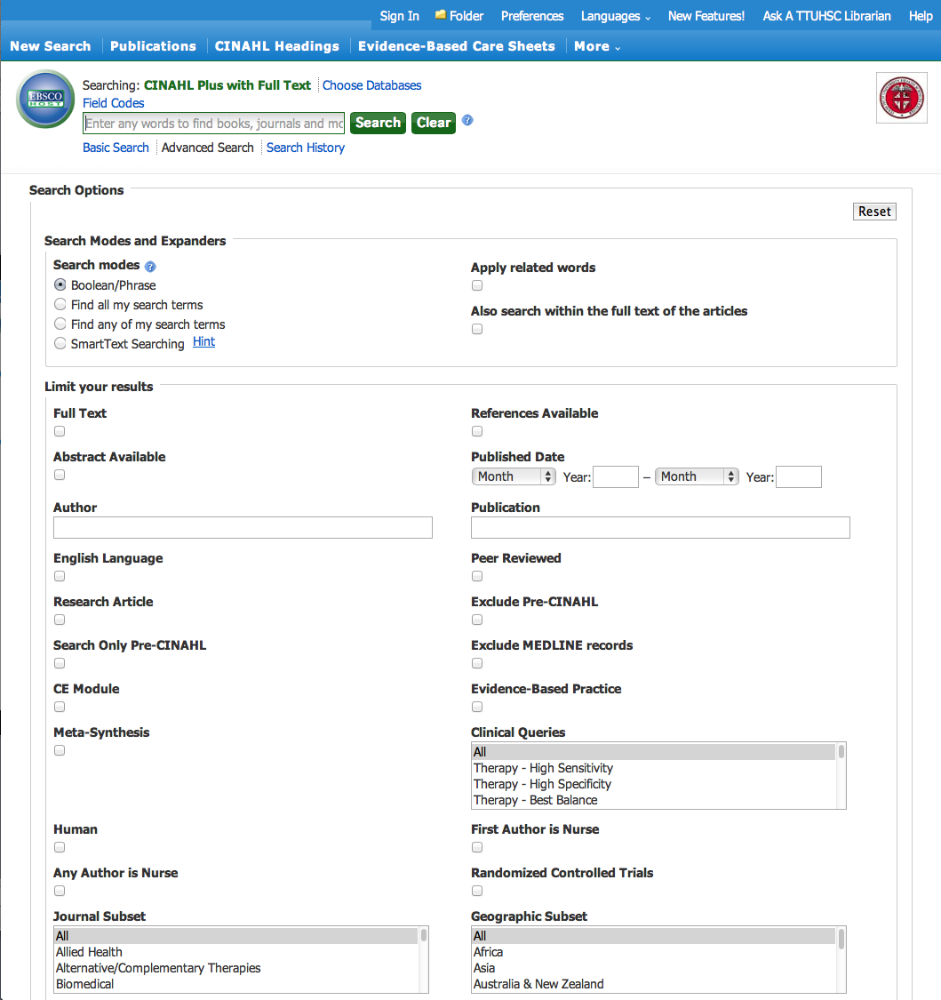 Sign In Folder Preferences Languages New Features! Ask A TTUHSC Librarian Help
New Search Publications CINAHL Headings Evidence-Based Care Sheets More
EBSCO
HOST
Searching: CINAHL Plus with Full Text Choose Databases
Field Codes
Enter any words to find books, journals and mo Search Clear ?
Basic Search Advanced Search Search History
Search Options
Reset
Search Modes and Expanders
Search modes ?
Boolean/Phrase
Find all my search terms
Find any of my search terms
SmartText Searching Hint
Apply related words
Also search within the full text of the articles
Limit your results
Full Text References Available
Abstract Available Published Date
Month Year: – Month Year:
Author Publication
English Language Peer Reviewed
Research Article Exclude Pre-CINAHL
Search Only Pre-CINAHL Exclude MEDLINE records
CE Module Evidence-Based Practice
Meta-Synthesis Clinical Queries
All
Therapy - High Sensitivity
Therapy - High Specificity
Therapy - Best Balance
Human First Author is Nurse
Any Author is Nurse Randomized Controlled Trials
Journal Subset
All
Allied Health
Alternative/Complementary Therapies
Biomedical
Geographic Subset
All
Africa
Asia
Australia & New Zealand